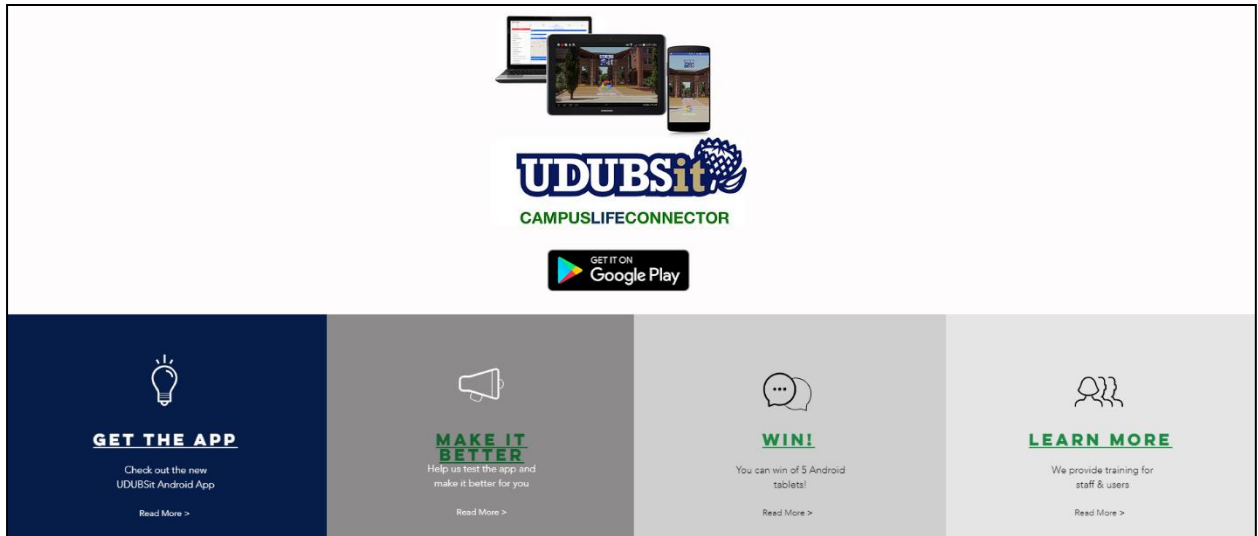 UDUBSit
CAMPUSLIFECONNECTOR
GET IT ON
Google Play
GET THE APP
Check out the new
UDUBSit Android App
Read More >
MAKE IT
BETTER
Help us test the app and
make it better for you
Read More >
WIN!
You can win of 5 Android
tablets!
Read More >
LEARN MORE
We provide training for
staff & users
Read More >